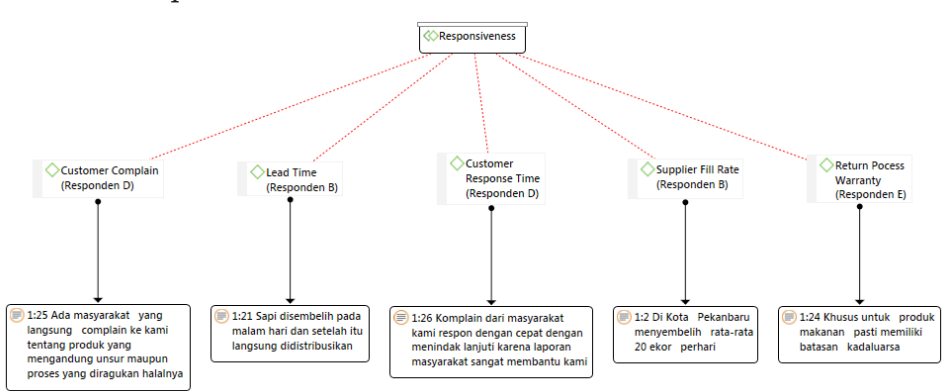 Responsiveness
Customer Complain
(Responden D)
Lead Time
(Responden B)
Customer
Response Time
(Responden D)
Supplier Fill Rate
(Responden B)
Return Pocess
Warranty
(Responden E)
1:25 Ada masyarakat yang
langsung complain ke kami
tentang produk yang
mengandung unsur maupun
proses yang diragukan halalnya
1:21 Sapi disembelih pada
malam hari dan setelah itu
langsung didistribusikan
1:26 Komplain dari masyarakat
kami respon dengan cepat dengan
menindak lanjuti karena laporan
masyarakat sangat membantu kami
1:2 Di Kota Pekanbaru
menyembelih rata-rata
20 ekor perhari
1:24 Khusus untuk produk
makanan pasti memiliki
batasan kadaluarsa